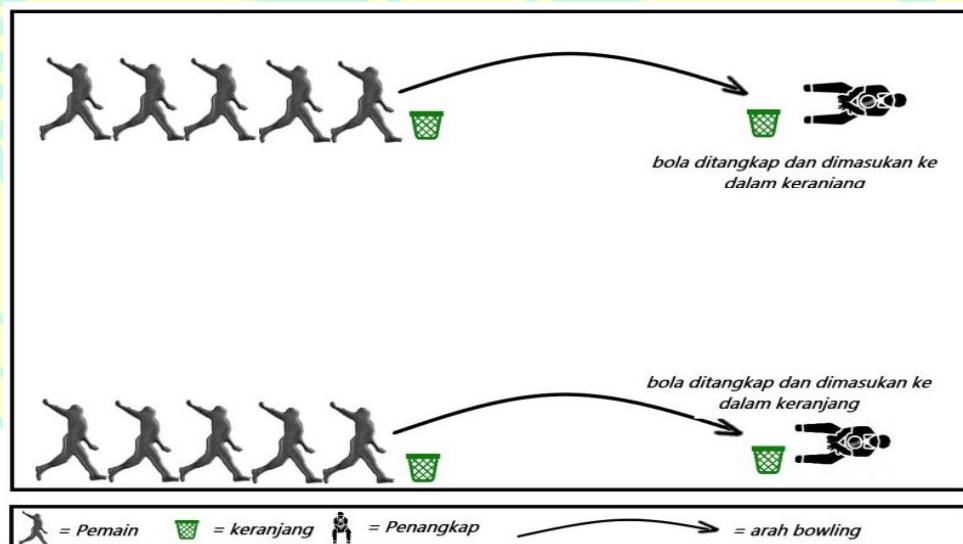 bola ditangkap dan dimasukan ke
dalam keranjang
bola ditangkap dan dimasukan ke
dalam keranjang
= Pemain = keranjang = Penangkap = arah bowling